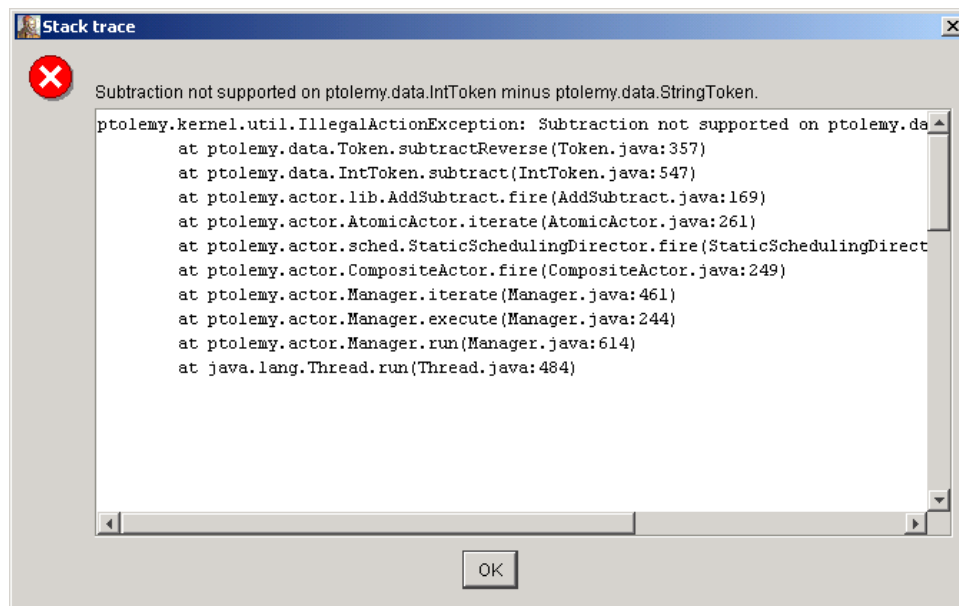 Stack trace
Subtraction not supported on ptolemy.data.IntToken minus ptolemy.data.StringToken.
ptolemy.kernel.util.IllegalActionException: Subtraction not supported on ptolemy.da
at ptolemy.data.Token.subtractReverse(Token.java:357)
at ptolemy.data.IntToken.subtract(IntToken.java:547)
at ptolemy.actor.lib.AddSubtract.fire(AddSubtract.java:169)
at ptolemy.actor.AtomicActor.iterate(AtomicActor.java:261)
at ptolemy.actor.sched.StaticSchedulingDirector.fire(StaticSchedulingDirect
at ptolemy.actor.CompositeActor.fire(CompositeActor.java:249)
at ptolemy.actor.Manager.iterate(Manager.java:461)
at ptolemy.actor.Manager.execute(Manager.java:244)
at ptolemy.actor.Manager.run(Manager.java:614)
at java.lang.Thread.run(Thread.java:484)
OK